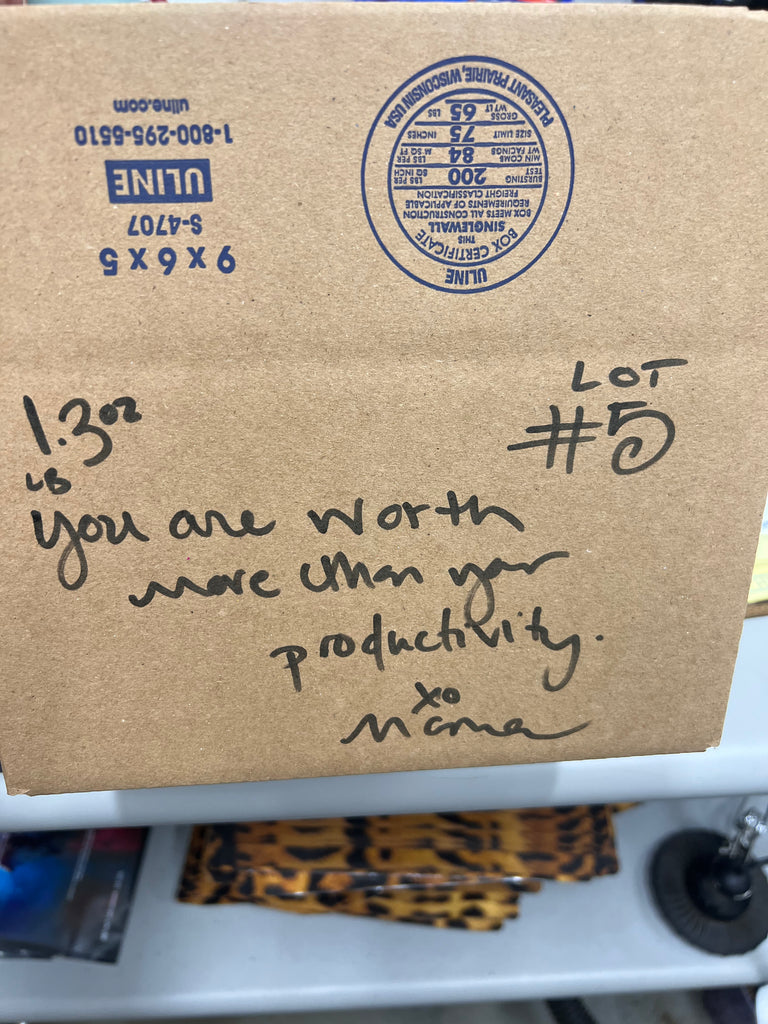 9 x 6 x 5
S-4707
ULINE
1-800-295-5510
uline.com
ULINE
BOX CERTIFICATE
THIS
SINGLEWALL
BOX MEETS ALL CONSTRUCTION
REQUIREMENTS OF APPLICABLE
FREIGHT CLASSIFICATION
BURSTING TEST 200 LBS PER SQ INCH
MIN COMB WT FACINGS 84 LBS PER M SQ FT
SIZE LIMIT 75 INCHES
GROSS WT LT 65 LBS
PLEASANT PRAIRIE, WISCONSIN USA
LOT
#5
1.3 oz
LB
You are worth
more than your
productivity.
xo
Mama